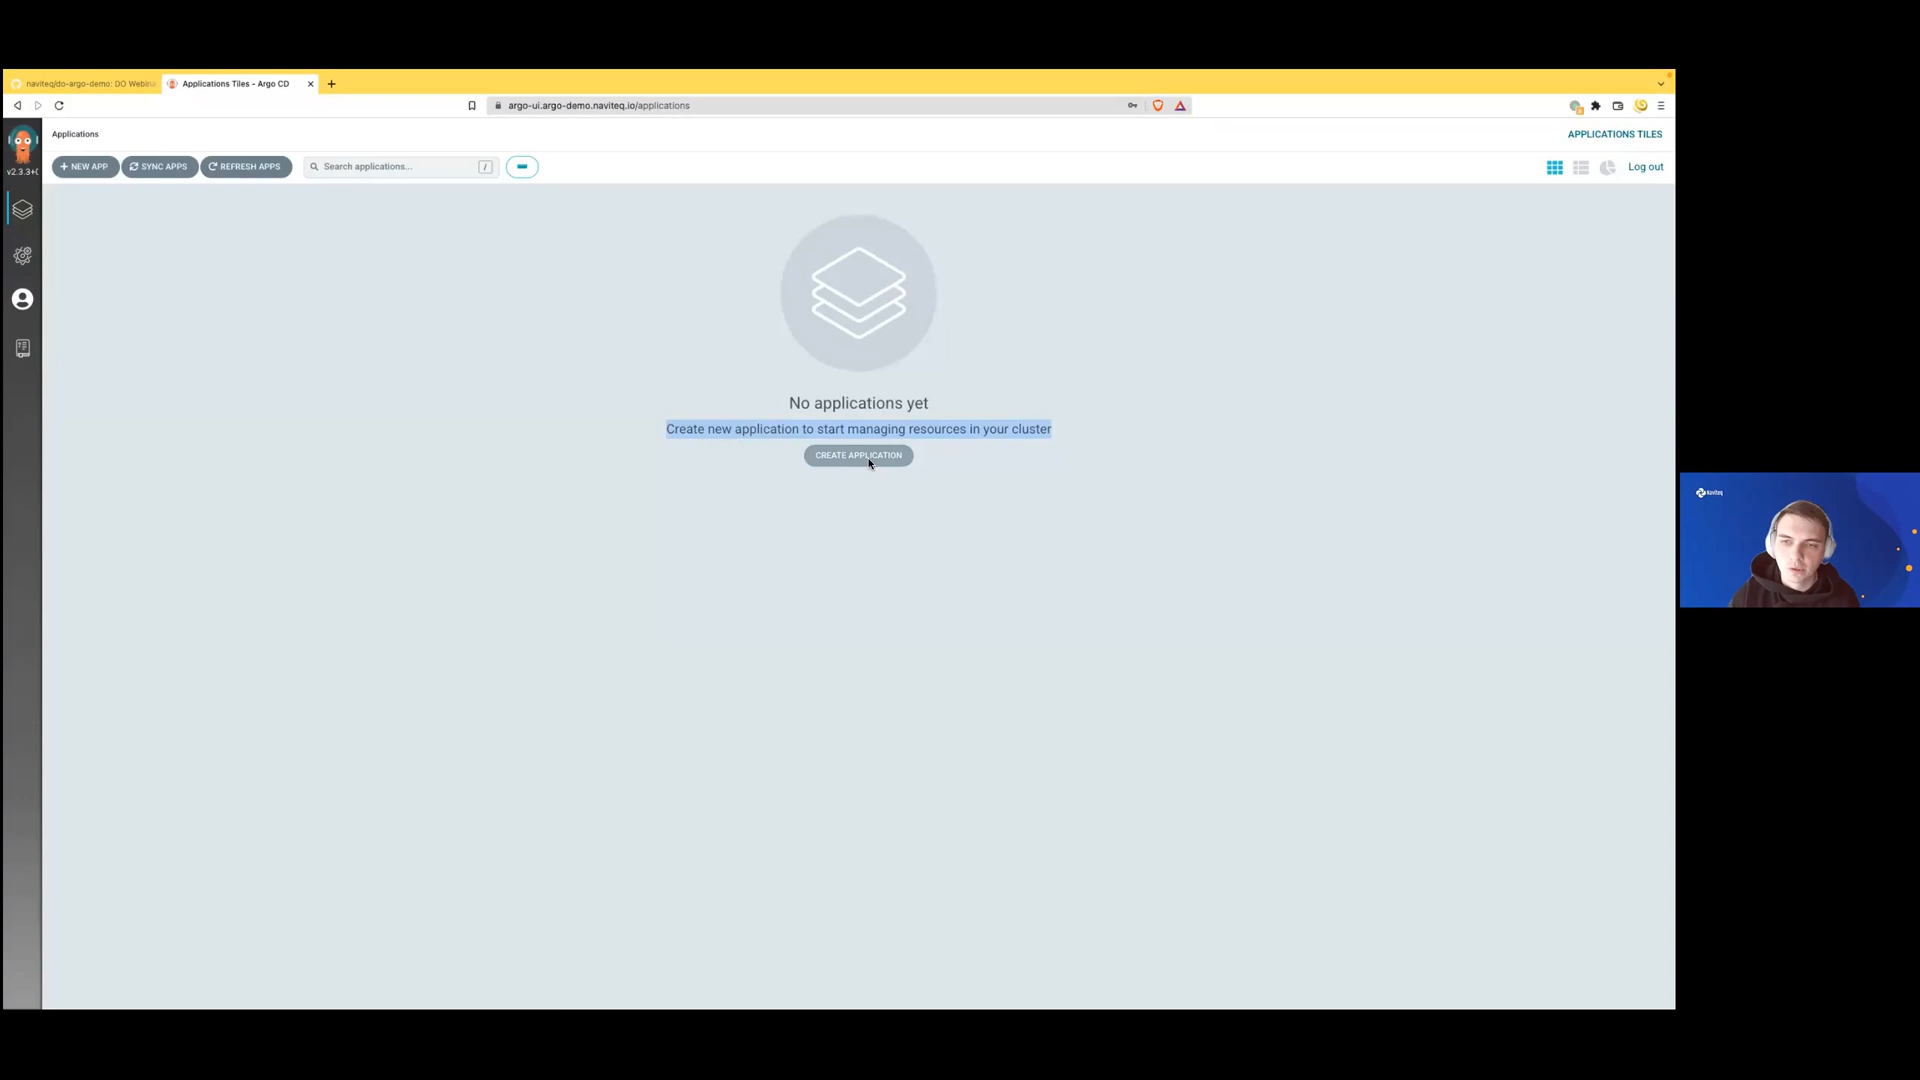 naviteq/do-argo-demo: DO Webina
Applications Tiles - Argo CD
argo-ui.argo-demo.naviteq.io/applications
Applications
APPLICATIONS TILES
v2.3.3+(
NEW APP
SYNC APPS
REFRESH APPS
Search applications...
/
Log out
No applications yet
Create new application to start managing resources in your cluster
CREATE APPLICATION
Naviteq